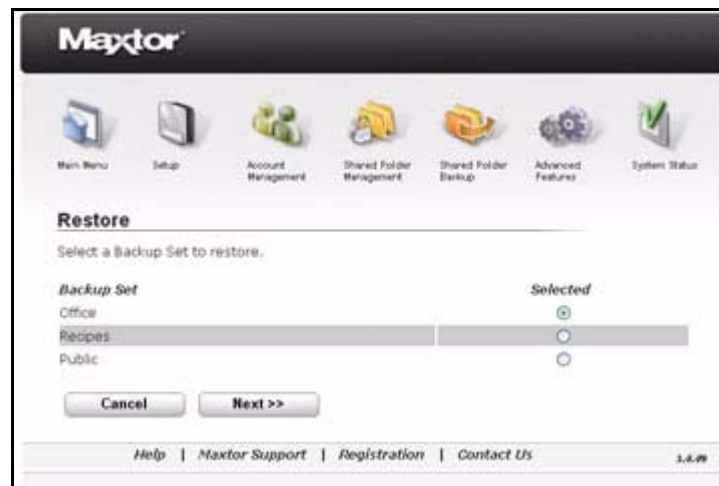 Maxtor
Main Menu
Setup
Account Management
Shared Folder Management
Shared Folder Backup
Advanced Features
System Status
Restore
Select a Backup Set to restore.
Backup Set Selected
Office
Recipes
Public
Cancel Next >>
Help | Maxtor Support | Registration | Contact Us